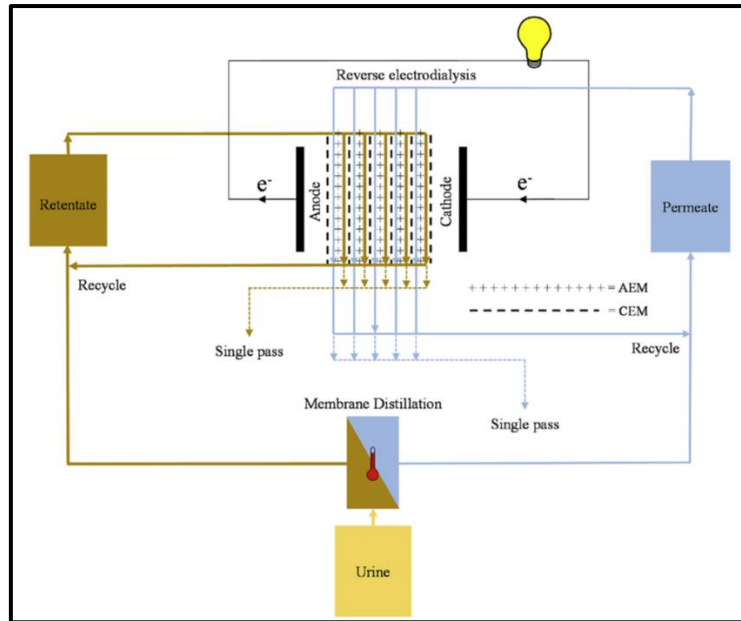 Reverse electrodialysis
Retentate
e-
Anode
Cathode
e-
Permeate
Recycle
+++++++++++++ = AEM
= CEM
Single pass
Recycle
Membrane Distillation
Single pass
Urine